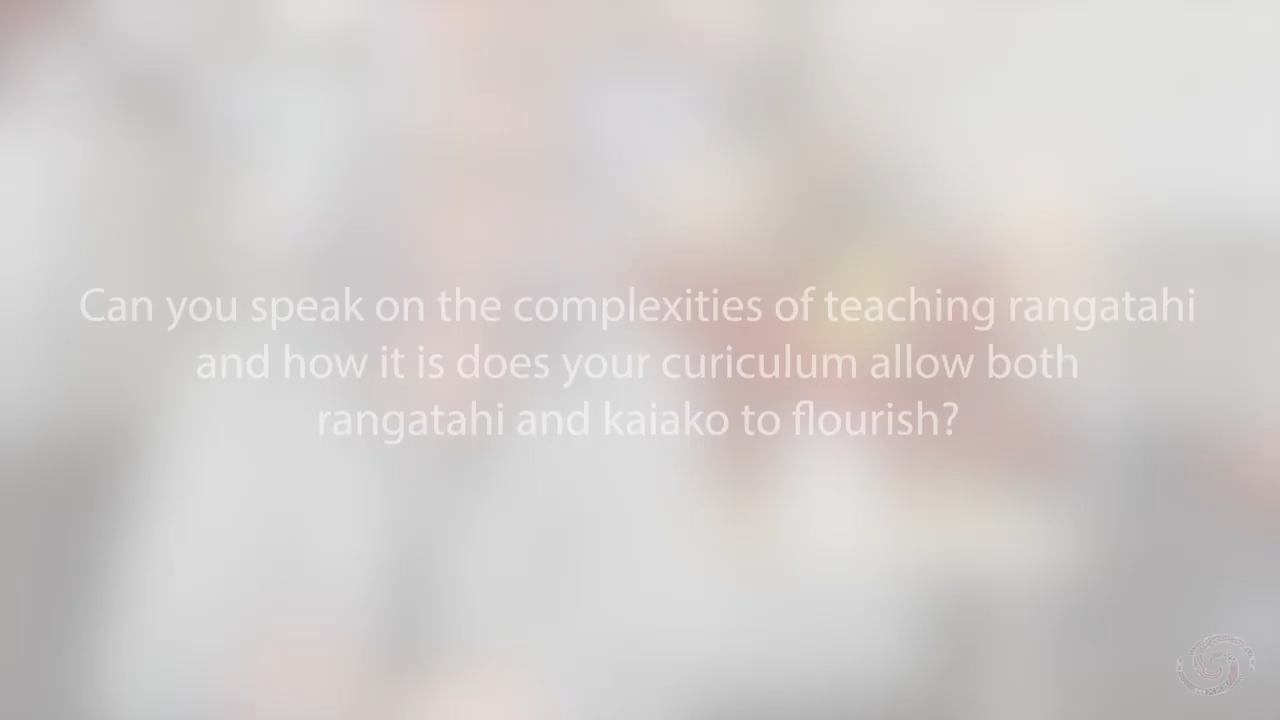 Can you speak on the complexities of teaching rangatahi
and how it is does your curiculum allow both
rangatahi and kaiako to flourish?